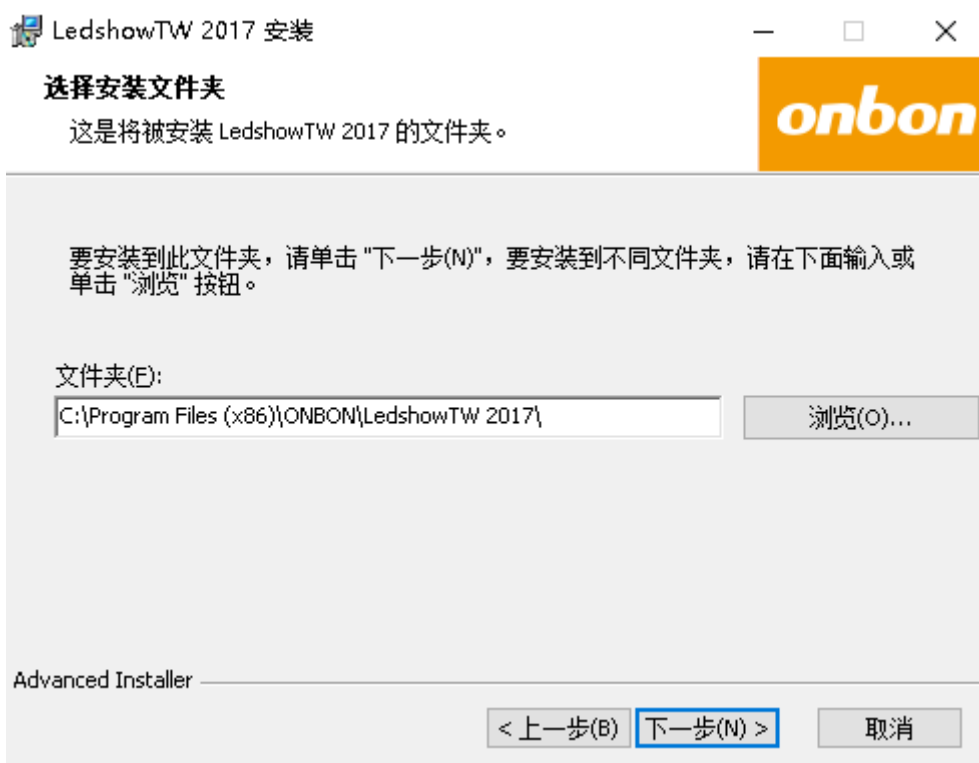 LedshowTW 2017 安装
选择安装文件夹
这是将被安装 LedshowTW 2017 的文件夹。
onbon
要安装到此文件夹，请单击 "下一步(N)"，要安装到不同文件夹，请在下面输入或
单击 "浏览" 按钮。
文件夹(F):
C:\Program Files (x86)\ONBON\LedshowTW 2017\
浏览(O)...
Advanced Installer
< 上一步(B)
下一步(N) >
取消